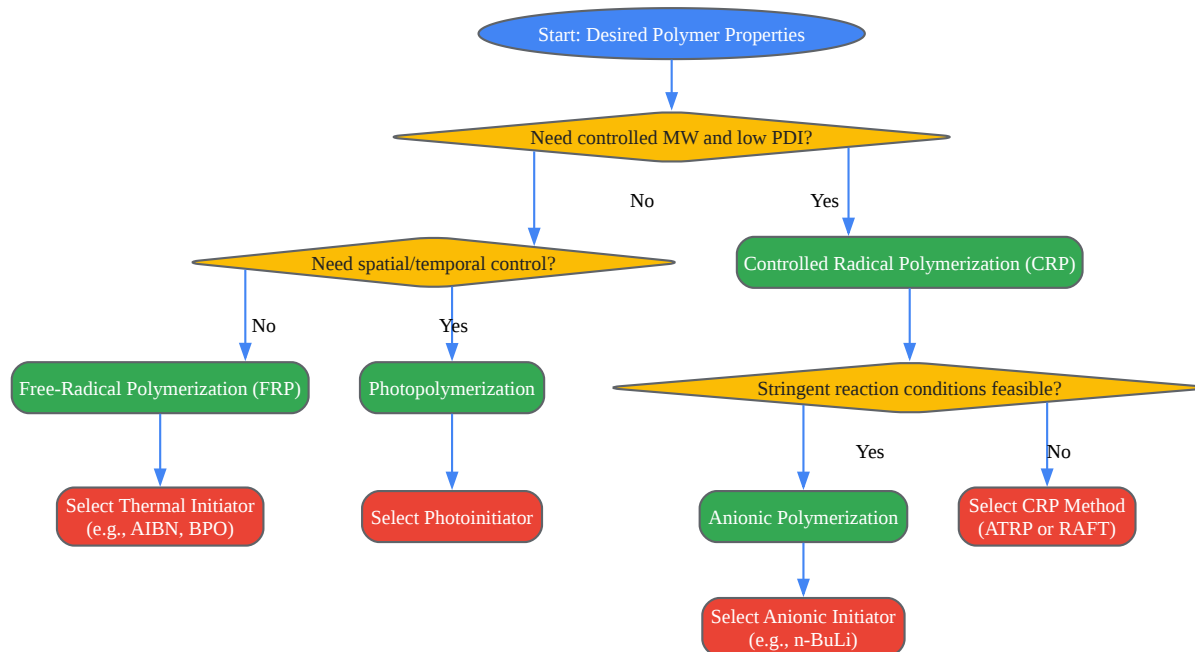 Start: Desired Polymer Properties
Need controlled MW and low PDI?
No
Yes
Need spatial/temporal control?
Controlled Radical Polymerization (CRP)
No
Yes
Free-Radical Polymerization (FRP)
Photopolymerization
Stringent reaction conditions feasible?
Yes
No
Select Thermal Initiator
(e.g., AIBN, BPO)
Select Photoinitiator
Anionic Polymerization
Select CRP Method
(ATRP or RAFT)
Select Anionic Initiator
(e.g., n-BuLi)